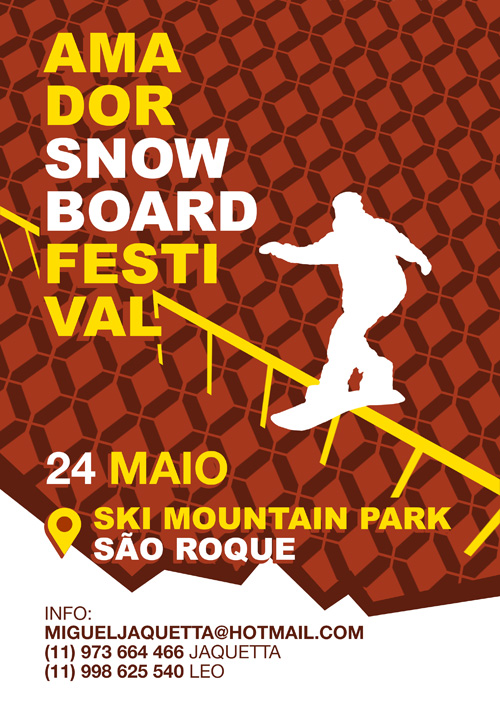 AMA
DOR
SNOW
BOARD
FESTI
VAL
24 MAIO
SKI MOUNTAIN PARK
SÃO ROQUE
INFO:
MIGUELJAQUETTA@HOTMAIL.COM
(11) 973 664 466 JAQUETTA
(11) 998 625 540 LEO